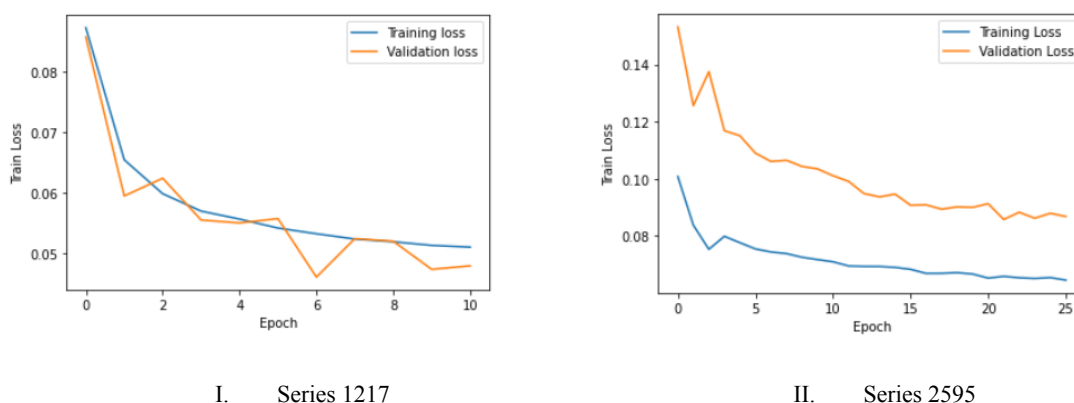 Training loss
Validation loss
0.08
0.07
0.06
0.05
Train Loss
0 2 4 6 8 10
Epoch
Training Loss
Validation Loss
0.14
0.12
0.10
0.08
Train Loss
0 5 10 15 20 25
Epoch
I. Series 1217
II. Series 2595